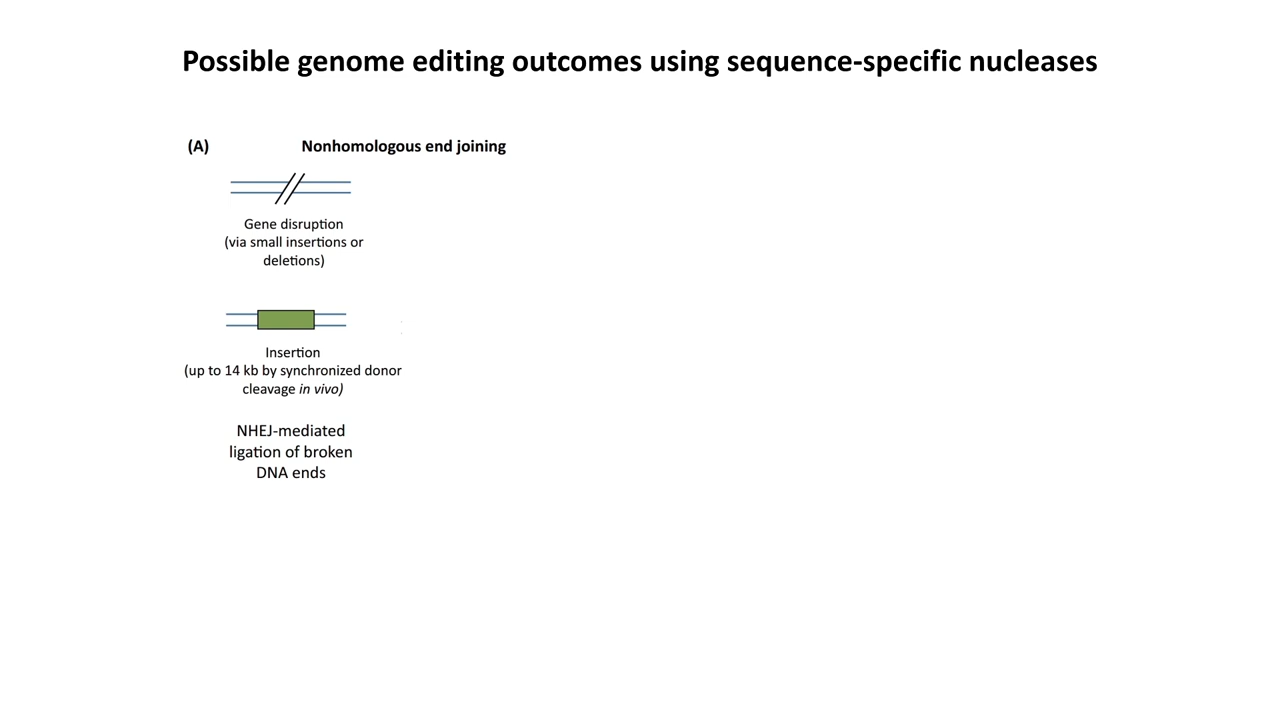 Possible genome editing outcomes using sequence-specific nucleases
(A) Nonhomologous end joining
Gene disruption
(via small insertions or
deletions)
Insertion
(up to 14 kb by synchronized donor
cleavage in vivo)
NHEJ-mediated
ligation of broken
DNA ends